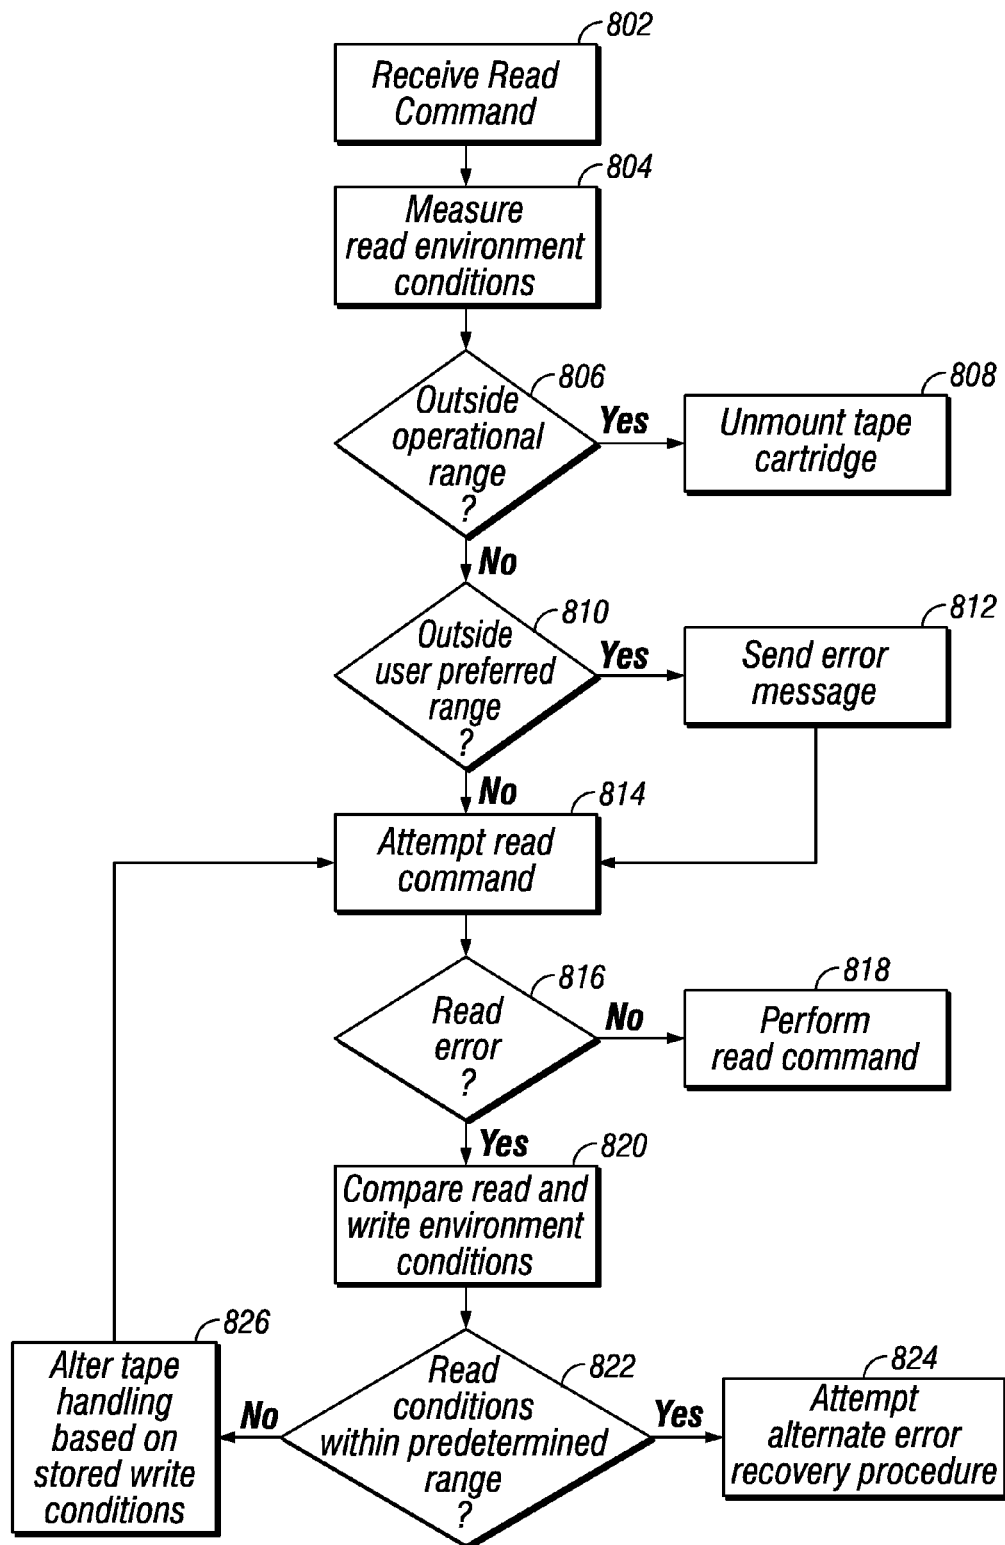 802
Receive Read
Command
804
Measure
read environment
conditions
806
Outside
operational
range
?
Yes
808
Unmount tape
cartridge
No
810
Outside
user preferred
range
?
Yes
812
Send error
message
No
814
Attempt read
command
816
Read
error
?
No
818
Perform
read command
Yes
820
Compare read and
write environment
conditions
822
Read
conditions
within predetermined
range
?
Yes
824
Attempt
alternate error
recovery procedure
No
826
Alter tape
handling
based on
stored write
conditions